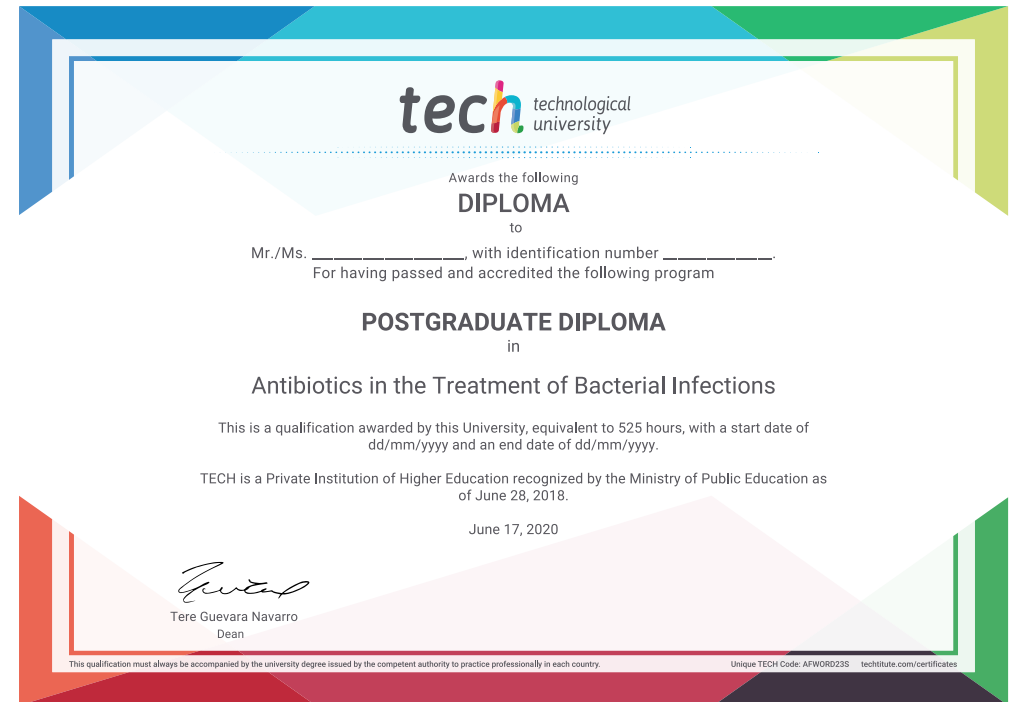 tech technological
university
Awards the following
DIPLOMA
to
Mr./Ms. ____________________, with identification number ______________.
For having passed and accredited the following program
POSTGRADUATE DIPLOMA
in
Antibiotics in the Treatment of Bacterial Infections
This is a qualification awarded by this University, equivalent to 525 hours, with a start date of
dd/mm/yyyy and an end date of dd/mm/yyyy.
TECH is a Private Institution of Higher Education recognized by the Ministry of Public Education as
of June 28, 2018.
June 17, 2020
Tere Guevara Navarro
Dean
This qualification must always be accompanied by the university degree issued by the competent authority to practice professionally in each country.
Unique TECH Code: AFWORD23S techtitute.com/certificates